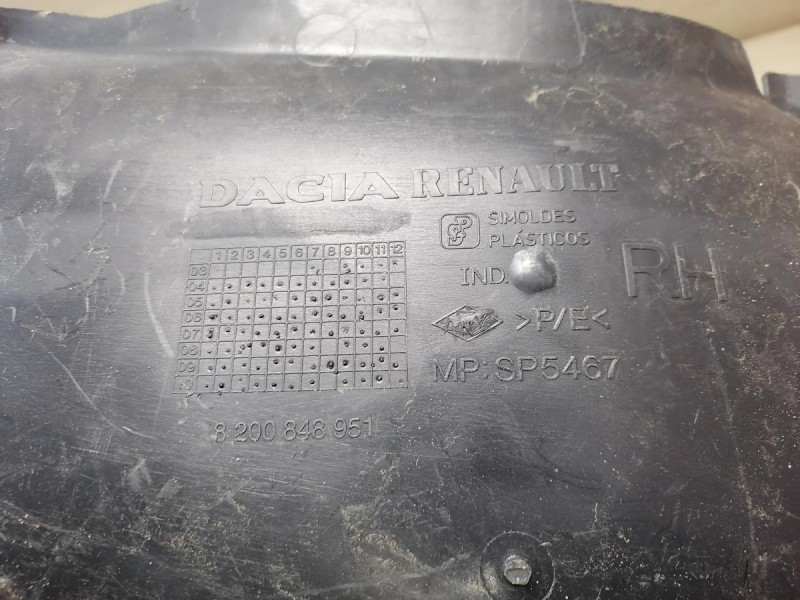 DACIA RENAULT
SIMOLDES
PLÁSTICOS
RH
IND.
1 2 3 4 5 6 7 8 9 10 11 12
03
04
05
06
07
08
09
10
>P/E<
MP: SP5467
8 200 848 951